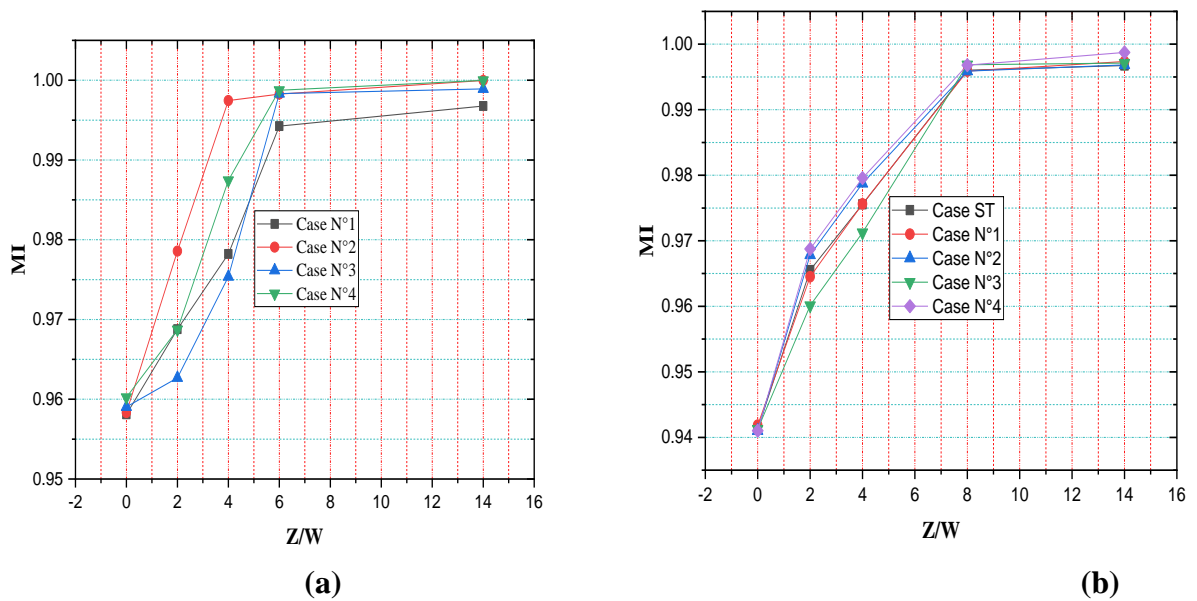 1.00
0.99
0.98
0.97
0.96
0.95
MI
-2 0 2 4 6 8 10 12 14 16
Z/W
Case N°1
Case N°2
Case N°3
Case N°4
(a)
1.00
0.99
0.98
0.97
0.96
0.95
0.94
MI
-2 0 2 4 6 8 10 12 14 16
Z/W
Case ST
Case N°1
Case N°2
Case N°3
Case N°4
(b)